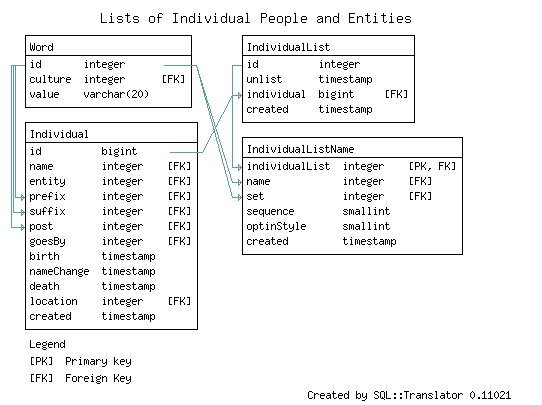 Lists of Individual People and Entities
Word
id integer
culture integer [FK]
value varchar(20)
Individual
id bigint
name integer [FK]
entity integer [FK]
prefix integer [FK]
suffix integer [FK]
post integer [FK]
goesBy integer [FK]
birth timestamp
nameChange timestamp
death timestamp
location integer [FK]
created timestamp
IndividualList
id integer
unlist timestamp
individual bigint [FK]
created timestamp
IndividualListName
individualList integer [PK, FK]
name integer [FK]
set integer [FK]
sequence smallint
optinStyle smallint
created timestamp
Legend
[PK] Primary key
[FK] Foreign Key
Created by SQL::Translator 0.11021